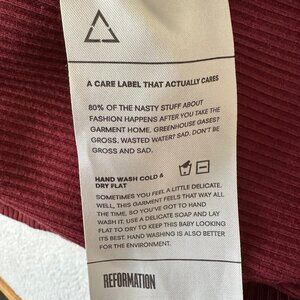 A CARE LABEL THAT ACTUALLY CARES
80% OF THE NASTY STUFF ABOUT
FASHION HAPPENS AFTER YOU TAKE THE
GARMENT HOME. GREENHOUSE GASES?
GROSS. WASTED WATER? SAD. DON'T BE
GROSS AND SAD.
HAND WASH COLD &
DRY FLAT
SOMETIMES YOU FEEL A LITTLE DELICATE.
WELL, THIS GARMENT FEELS THAT WAY ALL
THE TIME, SO YOU'VE GOT TO HAND
WASH IT. USE A DELICATE SOAP AND LAY
FLAT TO DRY TO KEEP THIS BABY LOOKING
ITS BEST. HAND WASHING IS ALSO BETTER
FOR THE ENVIRONMENT.
REFORMATION